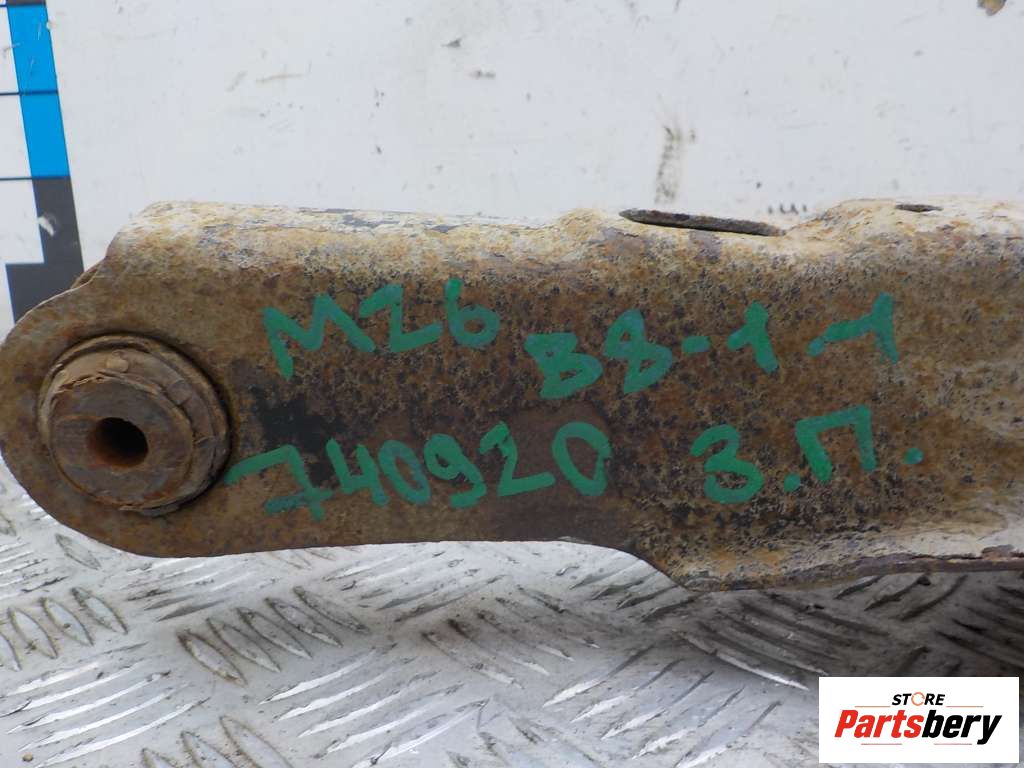 MZ6 B8-1-1
740920 З.П.
STORE
Partsbery